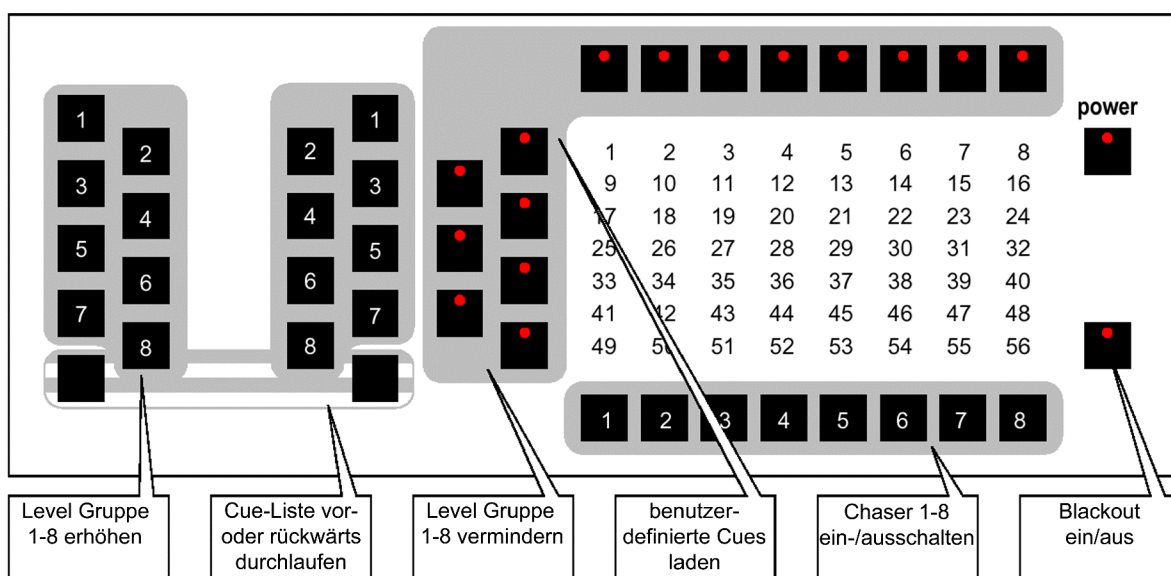 power
1 1
2 2
3 3
4 4
5 5
6 6
7 7
8 8
1 2 3 4 5 6 7 8
9 10 11 12 13 14 15 16
17 18 19 20 21 22 23 24
25 26 27 28 29 30 31 32
33 34 35 36 37 38 39 40
41 42 43 44 45 46 47 48
49 50 51 52 53 54 55 56
1 2 3 4 5 6 7 8
Level Gruppe
1-8 erhöhen
Cue-Liste vor-
oder rückwärts
durchlaufen
Level Gruppe
1-8 vermindern
benutzer-
definierte Cues
laden
Chaser 1-8
ein-/ausschalten
Blackout
ein/aus